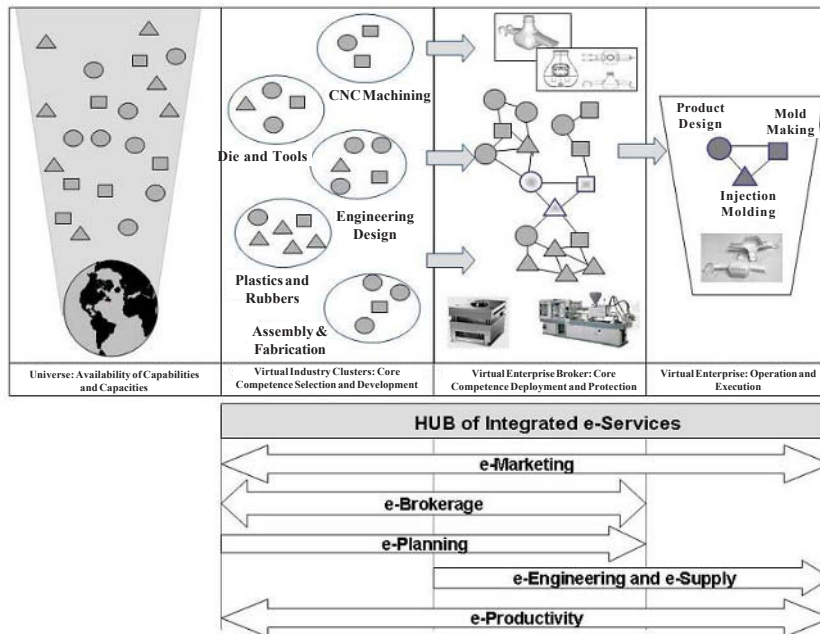 CNC Machining
Die and Tools
Engineering
Design
Plastics and
Rubbers
Assembly &
Fabrication
Product
Design
Mold
Making
Injection
Molding
Universe: Availability of Capabilities
and Capacities
Virtual Industry Clusters: Core
Competence Selection and Development
Virtual Enterprise Broker: Core
Competence Deployment and Protection
Virtual Enterprise: Operation and
Execution
HUB of Integrated e-Services
e-Marketing
e-Brokerage
e-Planning
e-Engineering and e-Supply
e-Productivity